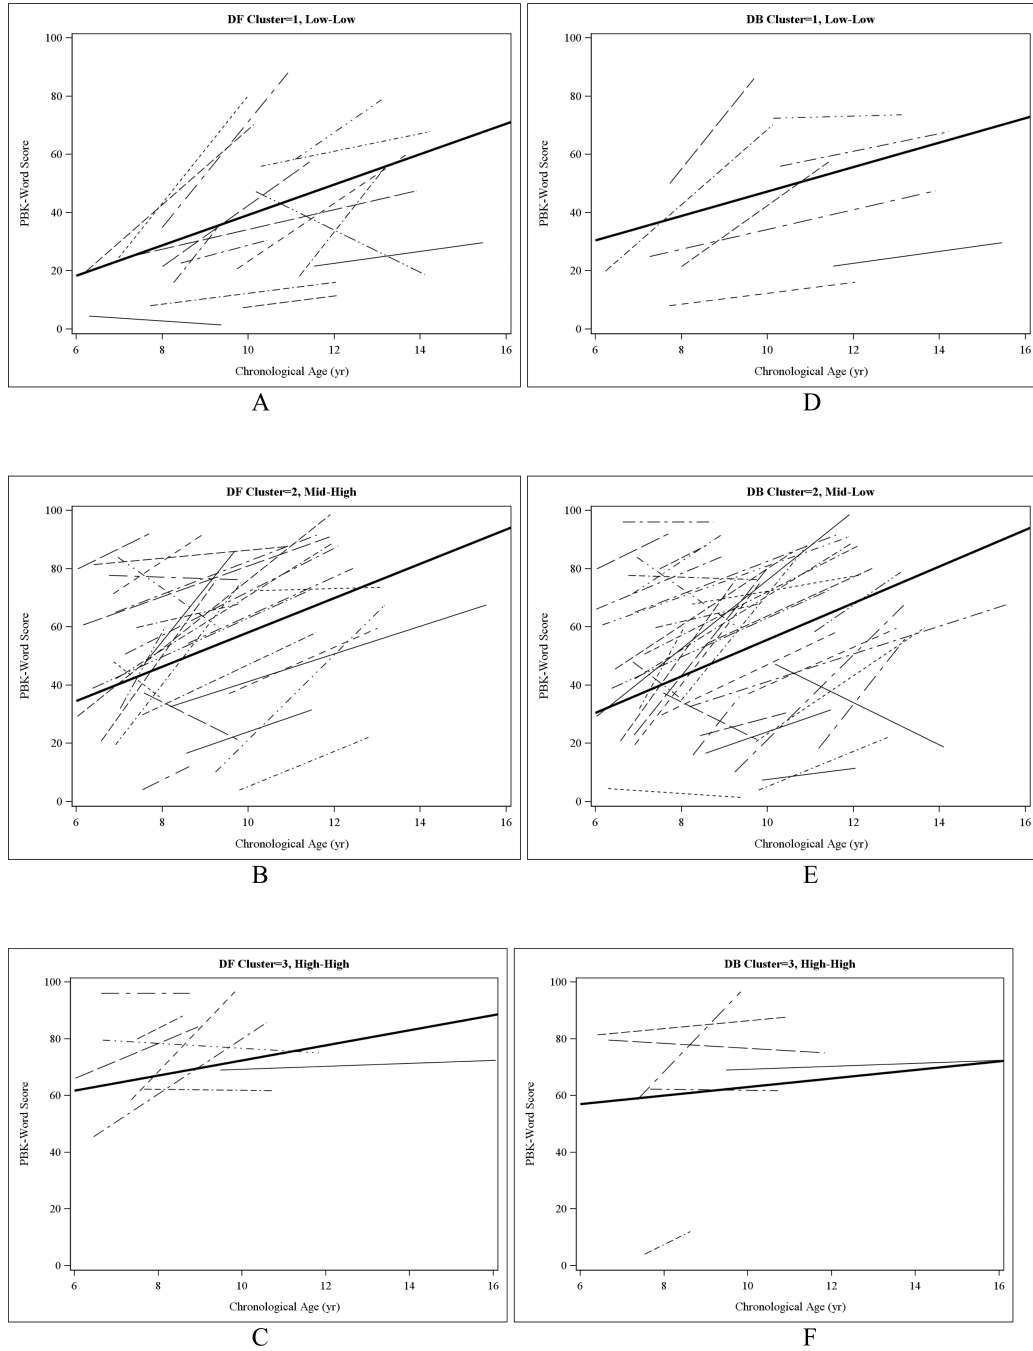 DF Cluster=1, Low-Low
100
80
60
40
20
0
PBK-Word Score
6 8 10 12 14 16
Chronological Age (yr)
A
DB Cluster=1, Low-Low
100
80
60
40
20
0
PBK-Word Score
6 8 10 12 14 16
Chronological Age (yr)
D
DF Cluster=2, Mid-High
100
80
60
40
20
0
PBK-Word Score
6 8 10 12 14 16
Chronological Age (yr)
B
DB Cluster=2, Mid-Low
100
80
60
40
20
0
PBK-Word Score
6 8 10 12 14 16
Chronological Age (yr)
E
DF Cluster=3, High-High
100
80
60
40
20
0
PBK-Word Score
6 8 10 12 14 16
Chronological Age (yr)
C
DB Cluster=3, High-High
100
80
60
40
20
0
PBK-Word Score
6 8 10 12 14 16
Chronological Age (yr)
F